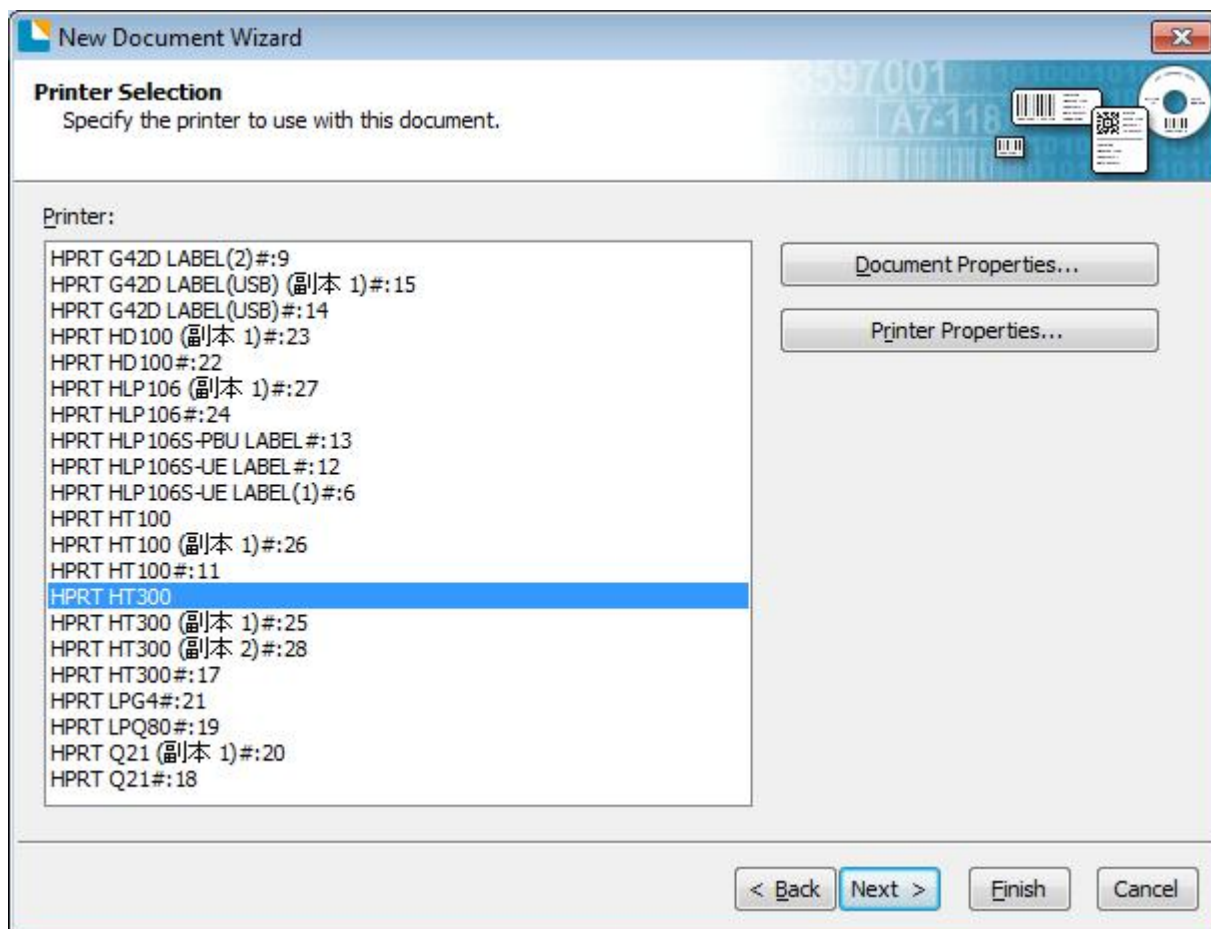 New Document Wizard
3597001
A7-118
Printer Selection
Specify the printer to use with this document.
Printer:
HPRT G42D LABEL(2)#:9
HPRT G42D LABEL(USB) (副本 1)#:15
HPRT G42D LABEL(USB)#:14
HPRT HD100 (副本 1)#:23
HPRT HD100#:22
HPRT HLP106 (副本 1)#:27
HPRT HLP106#:24
HPRT HLP106S-PBU LABEL#:13
HPRT HLP106S-UE LABEL#:12
HPRT HLP106S-UE LABEL(1)#:6
HPRT HT100
HPRT HT100 (副本 1)#:26
HPRT HT100#:11
HPRT HT300
HPRT HT300 (副本 1)#:25
HPRT HT300 (副本 2)#:28
HPRT HT300#:17
HPRT LPG4#:21
HPRT LPQ80#:19
HPRT Q21 (副本 1)#:20
HPRT Q21#:18
Document Properties...
Printer Properties...
< Back Next > Finish Cancel